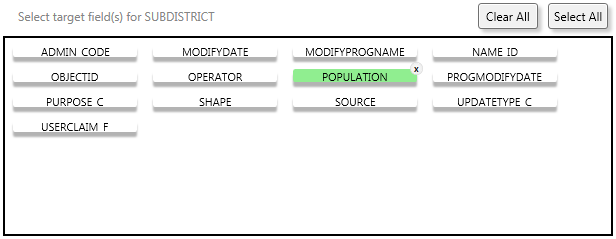 Select target field(s) for SUBDISTRICT Clear All Select All
ADMIN_CODE MODIFYDATE MODIFYPROGNAME NAME_ID
x
OBJECTID OPERATOR POPULATION PROGMODIFYDATE
PURPOSE_C SHAPE SOURCE UPDATETYPE_C
USERCLAIM_F